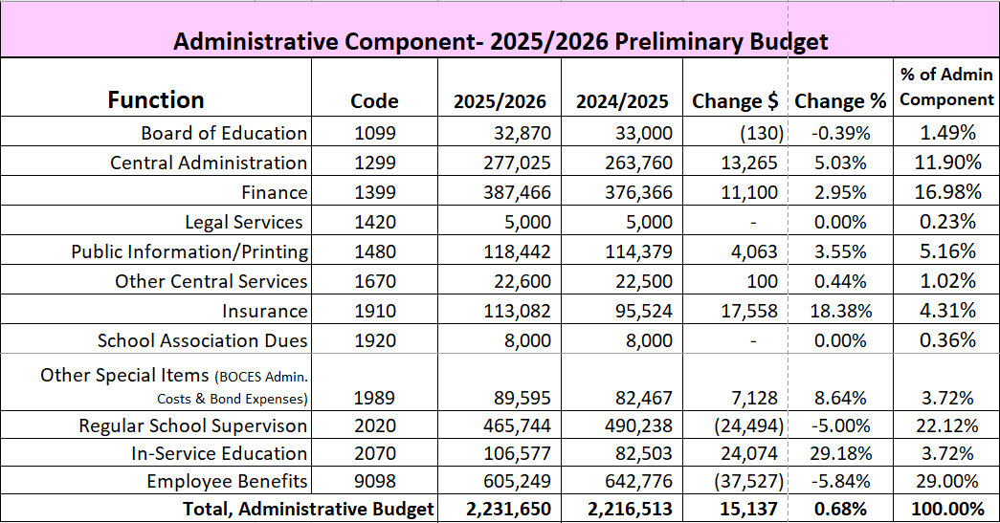 Administrative Component- 2025/2026 Preliminary Budget
Function Code 2025/2026 2024/2025 Change $ Change % % of Admin Component
Board of Education 1099 32,870 33,000 (130) -0.39% 1.49%
Central Administration 1299 277,025 263,760 13,265 5.03% 11.90%
Finance 1399 387,466 376,366 11,100 2.95% 16.98%
Legal Services 1420 5,000 5,000 - 0.00% 0.23%
Public Information/Printing 1480 118,442 114,379 4,063 3.55% 5.16%
Other Central Services 1670 22,600 22,500 100 0.44% 1.02%
Insurance 1910 113,082 95,524 17,558 18.38% 4.31%
School Association Dues 1920 8,000 8,000 - 0.00% 0.36%
Other Special Items (BOCES Admin.
Costs & Bond Expenses) 1989 89,595 82,467 7,128 8.64% 3.72%
Regular School Supervison 2020 465,744 490,238 (24,494) -5.00% 22.12%
In-Service Education 2070 106,577 82,503 24,074 29.18% 3.72%
Employee Benefits 9098 605,249 642,776 (37,527) -5.84% 29.00%
Total, Administrative Budget 2,231,650 2,216,513 15,137 0.68% 100.00%